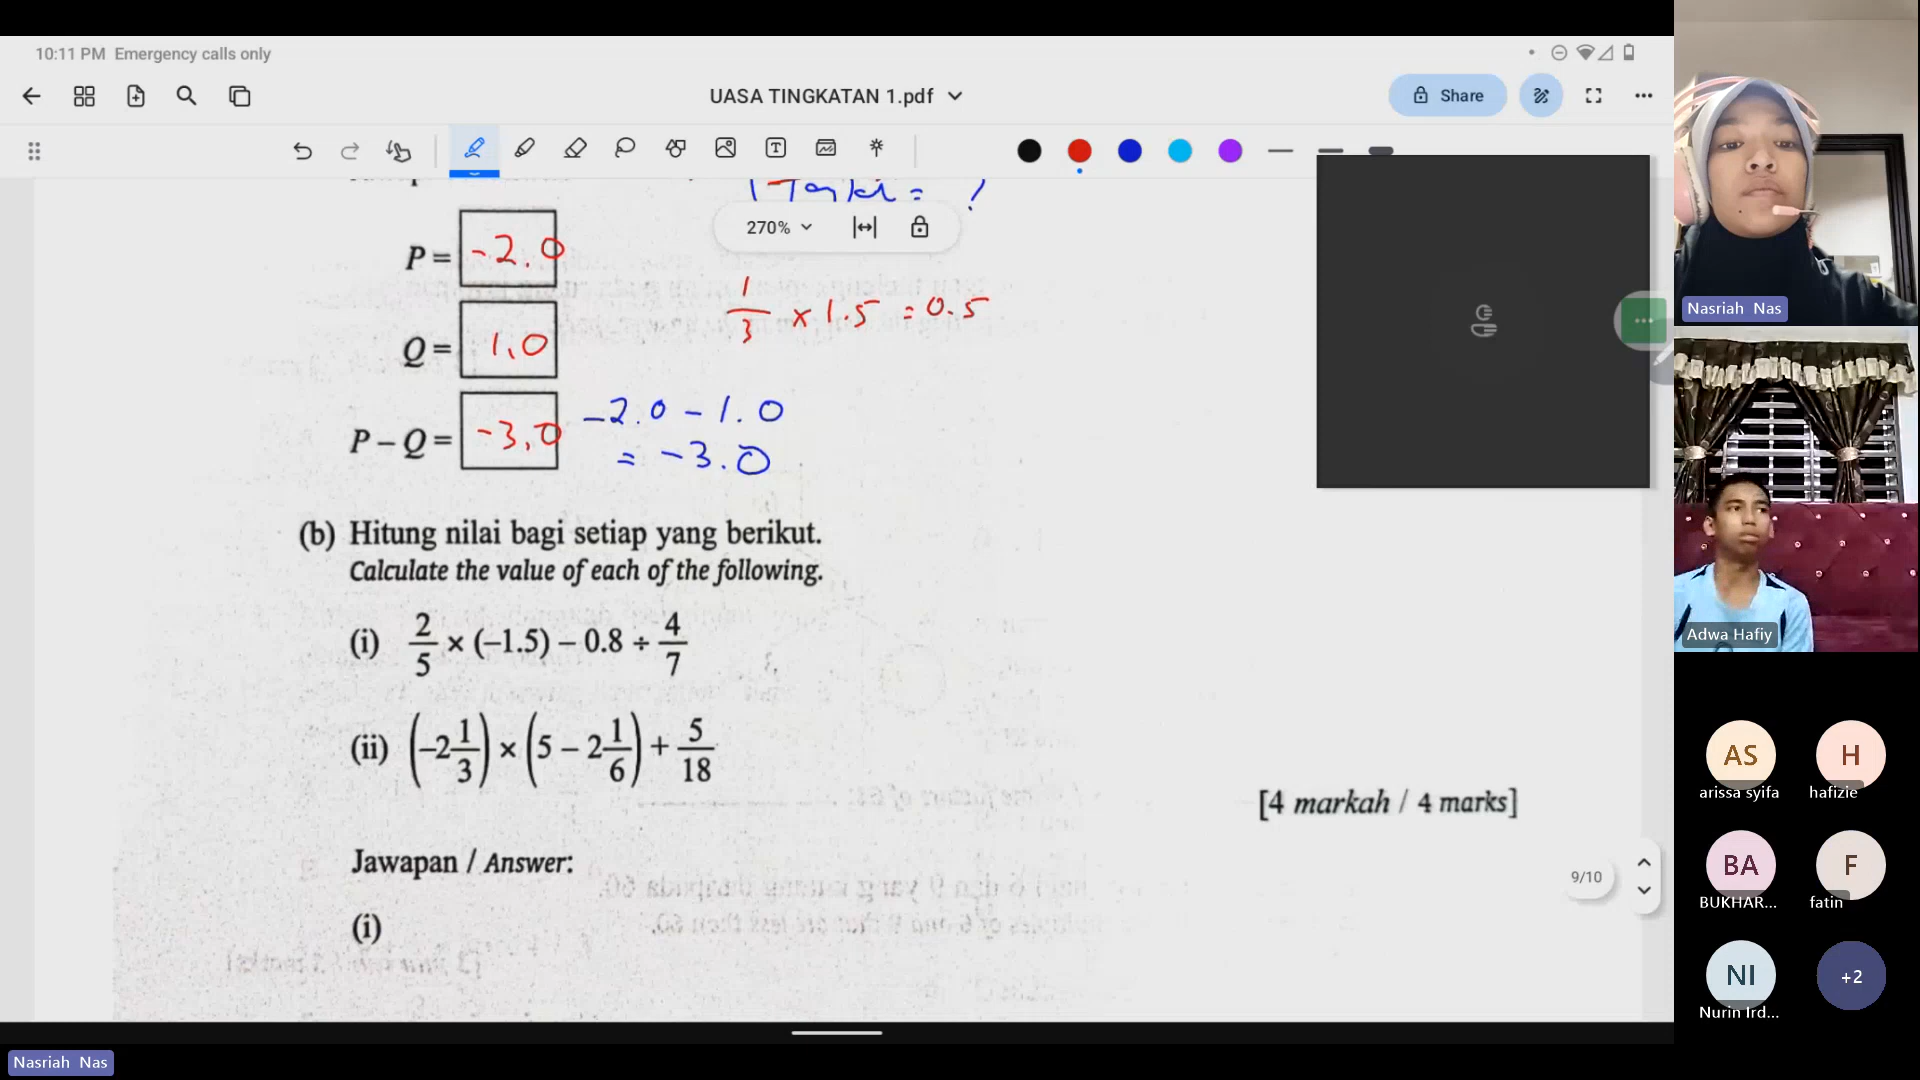 10:11 PM Emergency calls only
UASA TINGKATAN 1.pdf
Share
270%
P = -2.0
1/3 × 1.5 = 0.5
Q = 1.0
P – Q = -3.0
-2.0 - 1.0
= -3.0
(b) Hitung nilai bagi setiap yang berikut.
Calculate the value of each of the following.
(i) 2/5 × (–1.5) – 0.8 ÷ 4/7
(ii) (–2 1/3) × (5 – 2 1/6) + 5/18
[4 markah / 4 marks]
Jawapan / Answer:
(i)
9/10
Nasriah Nas
Adwa Hafiy
AS
arissa syifa
H
hafizie
BA
BUKHAR...
F
fatin
NI
Nurin Ird...
+2
Nasriah Nas